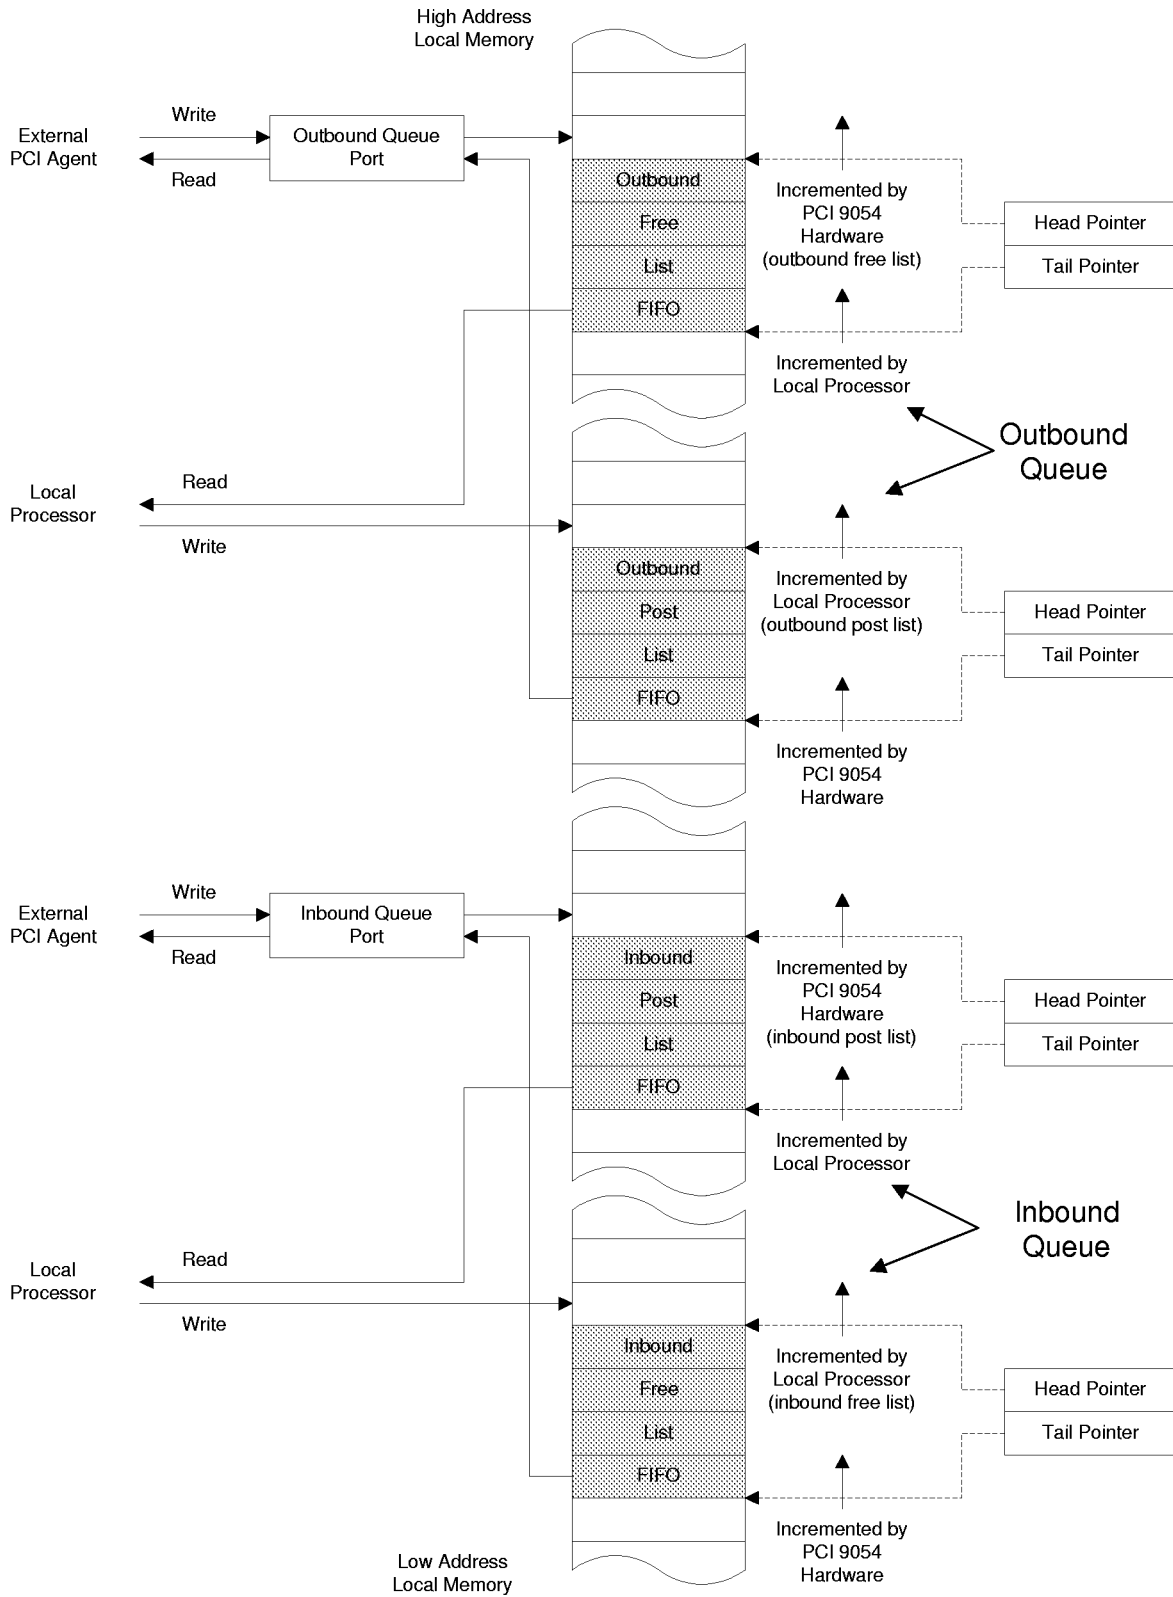 High Address
Local Memory
Write
External
PCI Agent
Read
Outbound Queue
Port
Outbound
Free
List
FIFO
Incremented by
PCI 9054
Hardware
(outbound free list)
Head Pointer
Tail Pointer
Incremented by
Local Processor
Outbound
Queue
Read
Local
Processor
Write
Outbound
Post
List
FIFO
Incremented by
Local Processor
(outbound post list)
Head Pointer
Tail Pointer
Incremented by
PCI 9054
Hardware
Write
External
PCI Agent
Read
Inbound Queue
Port
Inbound
Post
List
FIFO
Incremented by
PCI 9054
Hardware
(inbound post list)
Head Pointer
Tail Pointer
Incremented by
Local Processor
Inbound
Queue
Read
Local
Processor
Write
Inbound
Free
List
FIFO
Incremented by
Local Processor
(inbound free list)
Head Pointer
Tail Pointer
Incremented by
PCI 9054
Hardware
Low Address
Local Memory